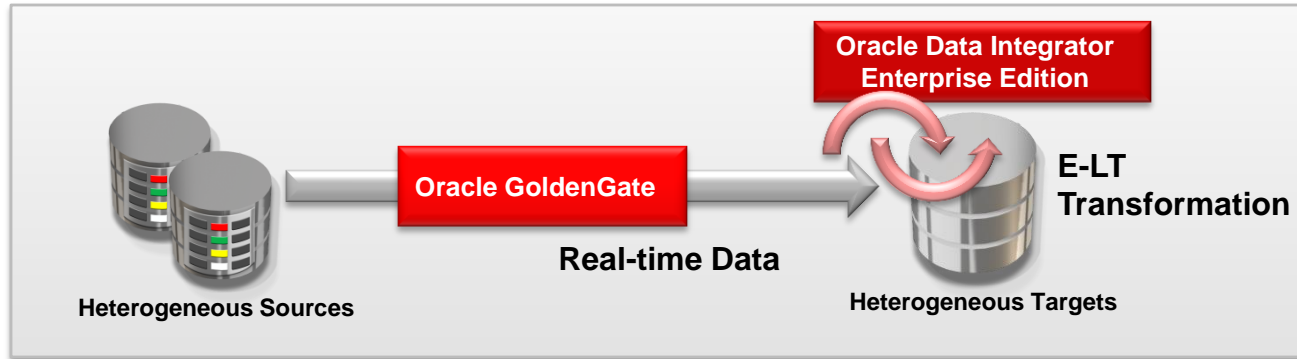 Oracle Data Integrator
Enterprise Edition
Oracle GoldenGate
E-LT
Transformation
Real-time Data
Heterogeneous Sources
Heterogeneous Targets